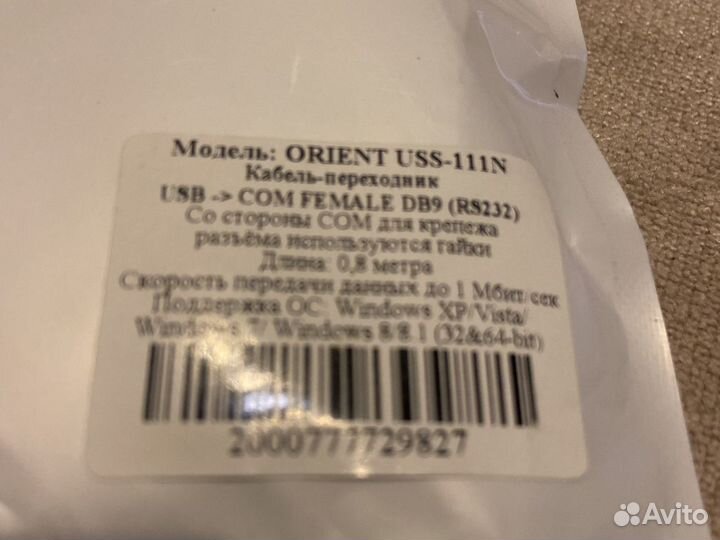 Модель: ORIENT USS-111N
Кабель-переходник
USB -> COM FEMALE DB9 (RS232)
Со стороны COM для крепежа
разъёма используются гайки
Длина: 0,8 метра
Скорость передачи данных до 1 Мбит/сек
Поддержка ОС: Windows XP/Vista/
Windows 7/ Windows 8/8.1 (32&64-bit)
2000777729827
Avito